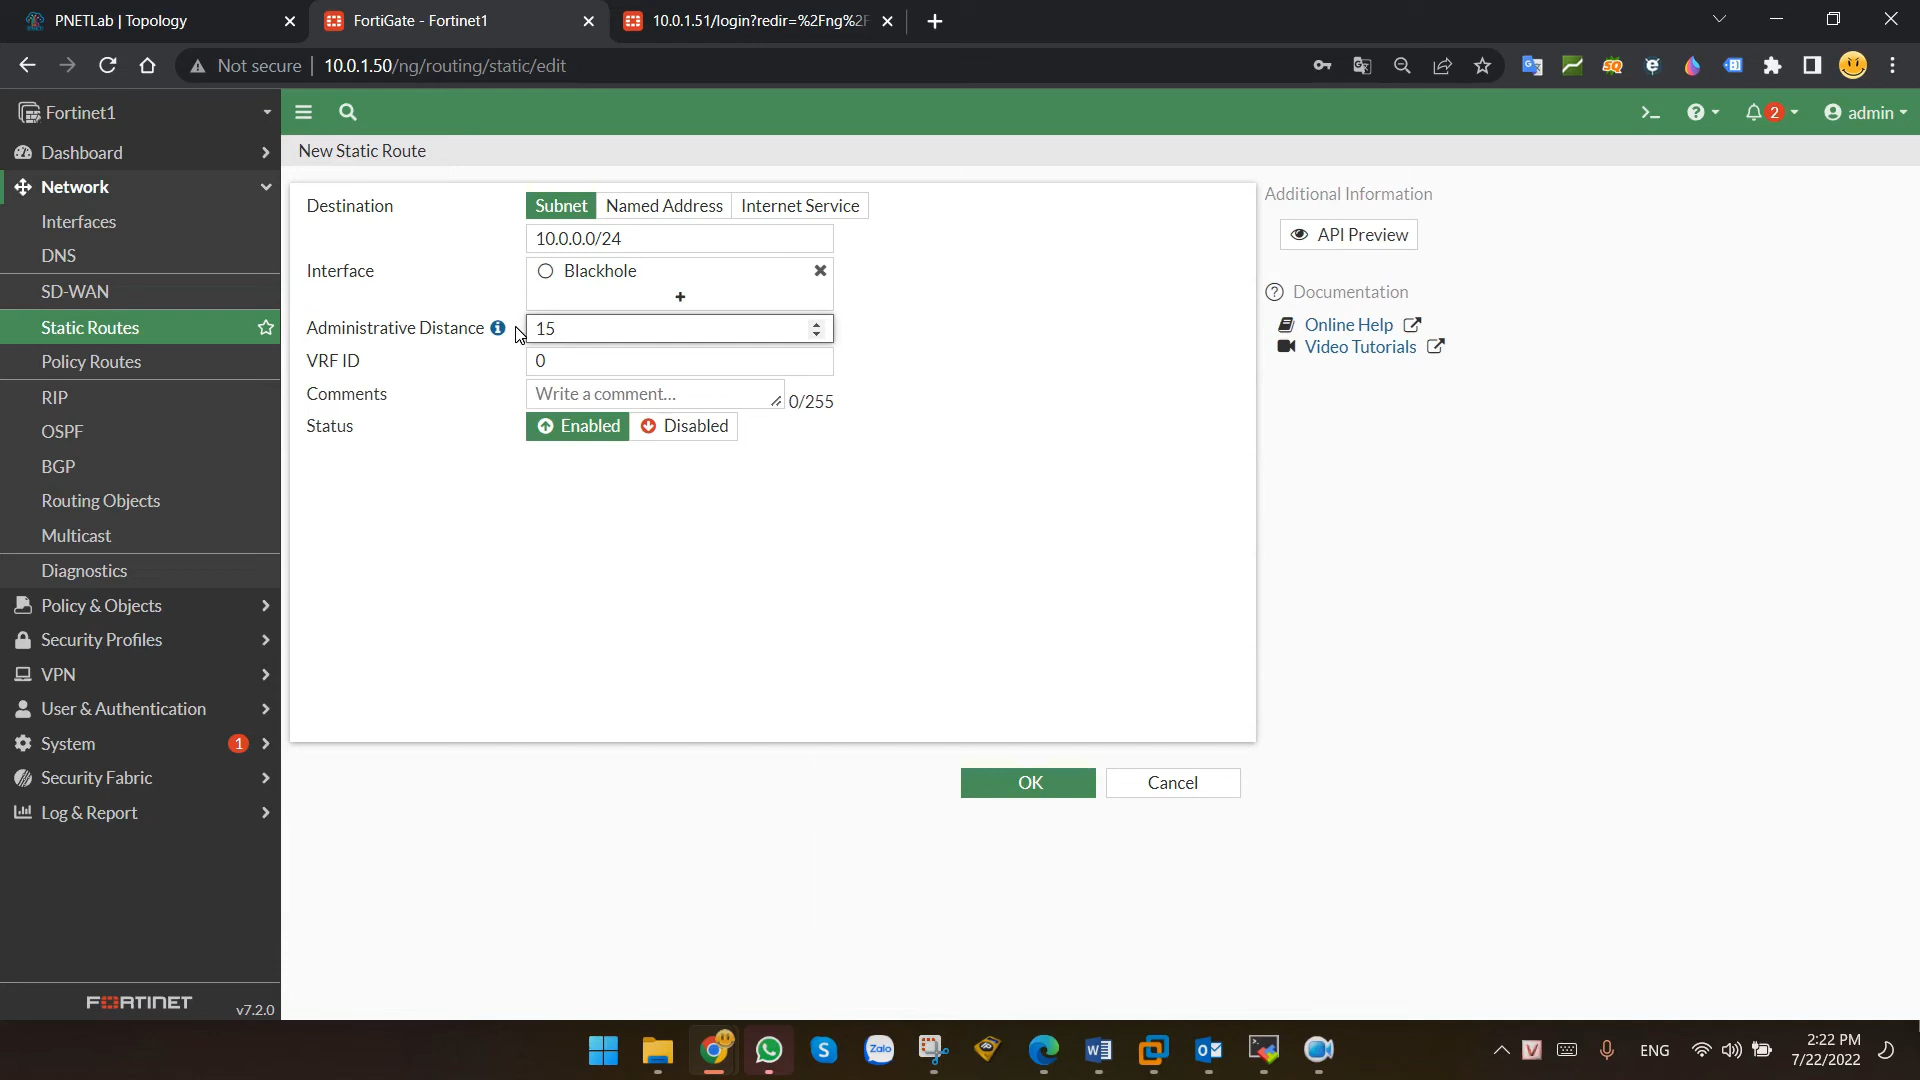 PNETLab | Topology
FortiGate - Fortinet1
10.0.1.51/login?redir=%2Fng%2F
Not secure
10.0.1.50/ng/routing/static/edit
Fortinet1
2
admin
Dashboard
New Static Route
Network
Interfaces
DNS
SD-WAN
Static Routes
Policy Routes
RIP
OSPF
BGP
Routing Objects
Multicast
Diagnostics
Policy & Objects
Security Profiles
VPN
User & Authentication
System
1
Security Fabric
Log & Report
FORTINET
v7.2.0
Destination
Subnet
Named Address
Internet Service
10.0.0.0/24
Interface
Blackhole
Administrative Distance
15
VRF ID
0
Comments
Write a comment...
0/255
Status
Enabled
Disabled
OK
Cancel
Additional Information
API Preview
Documentation
Online Help
Video Tutorials
Zalo
ENG
2:22 PM
7/22/2022